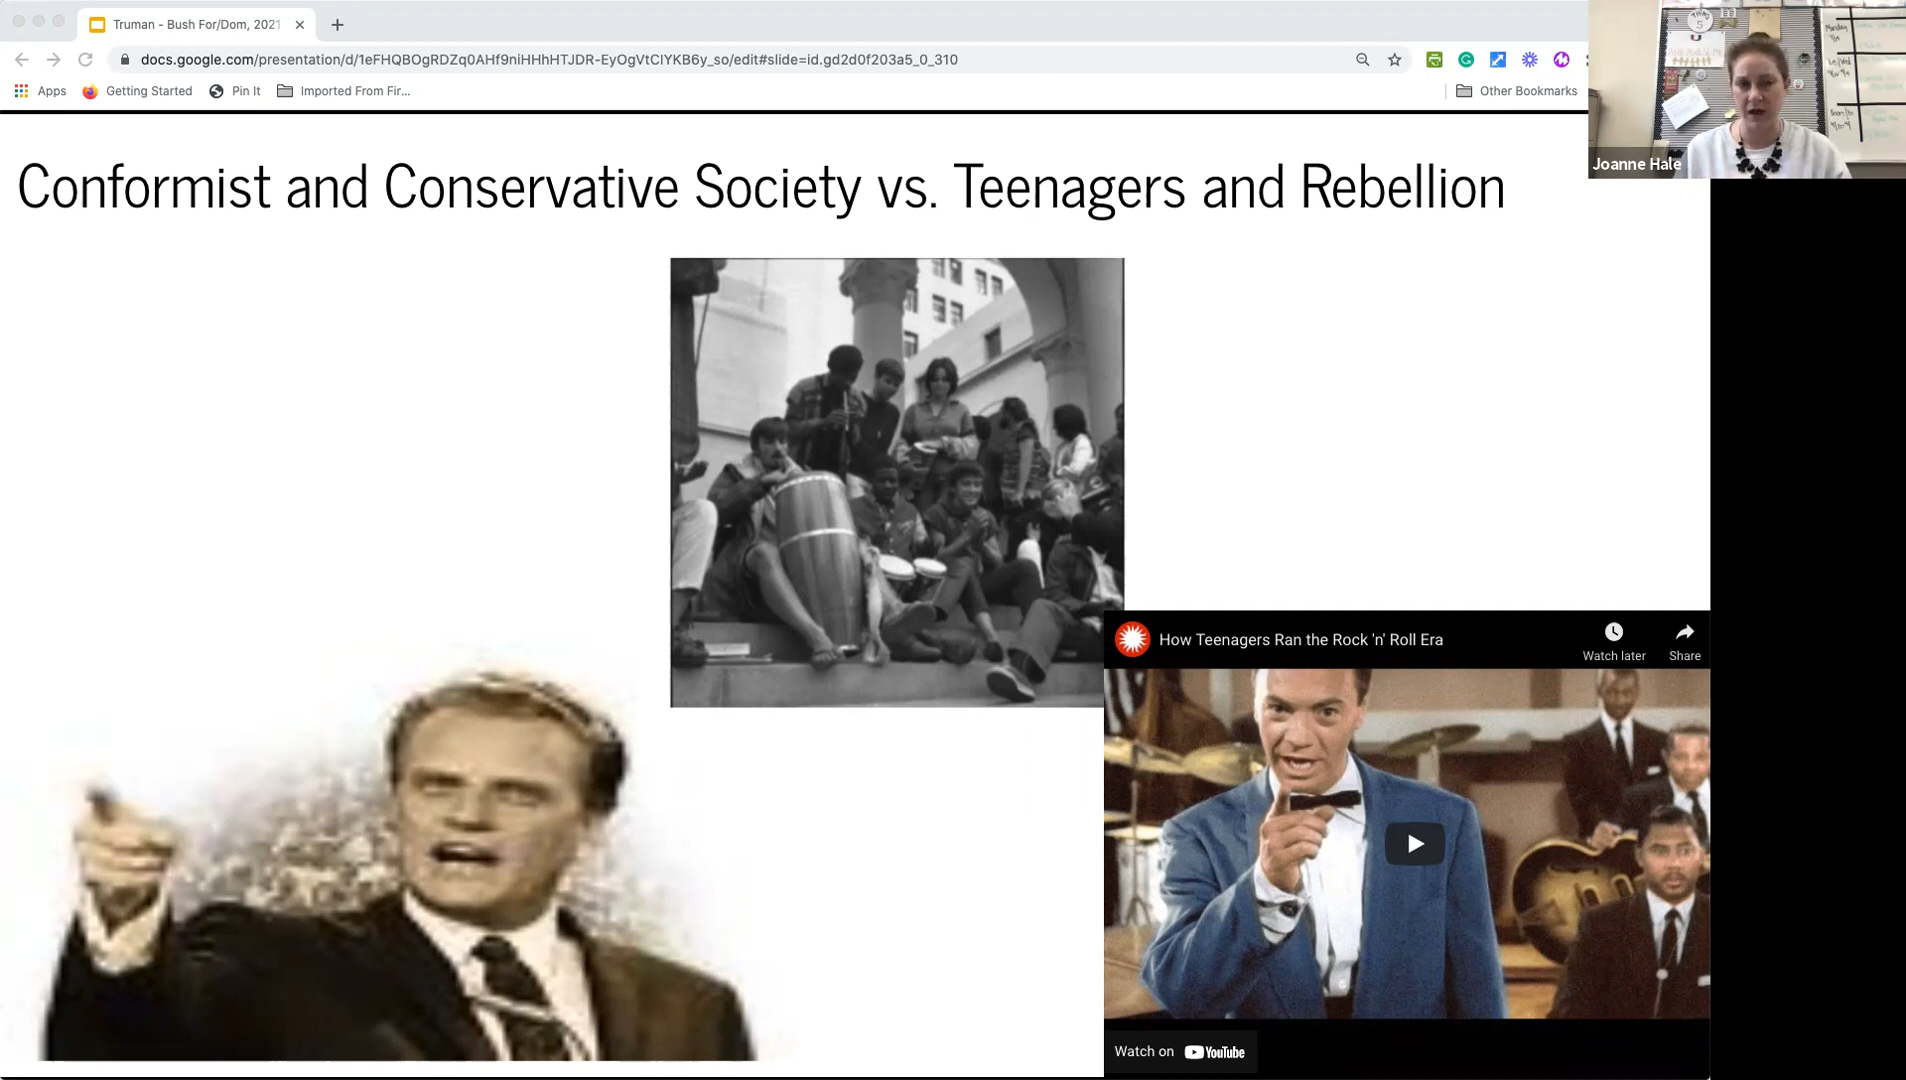 Truman - Bush For/Dom, 2021
docs.google.com/presentation/d/1eFHQBOgRDZq0AHf9niHHhHTJDR-EyOgVtCIYKB6y_so/edit#slide=id.gd2d0f203a5_0_310
Apps
Getting Started
Pin It
Imported From Fir...
Other Bookmarks
Joanne Hale
Conformist and Conservative Society vs. Teenagers and Rebellion
How Teenagers Ran the Rock 'n' Roll Era
Watch later
Share
Watch on YouTube